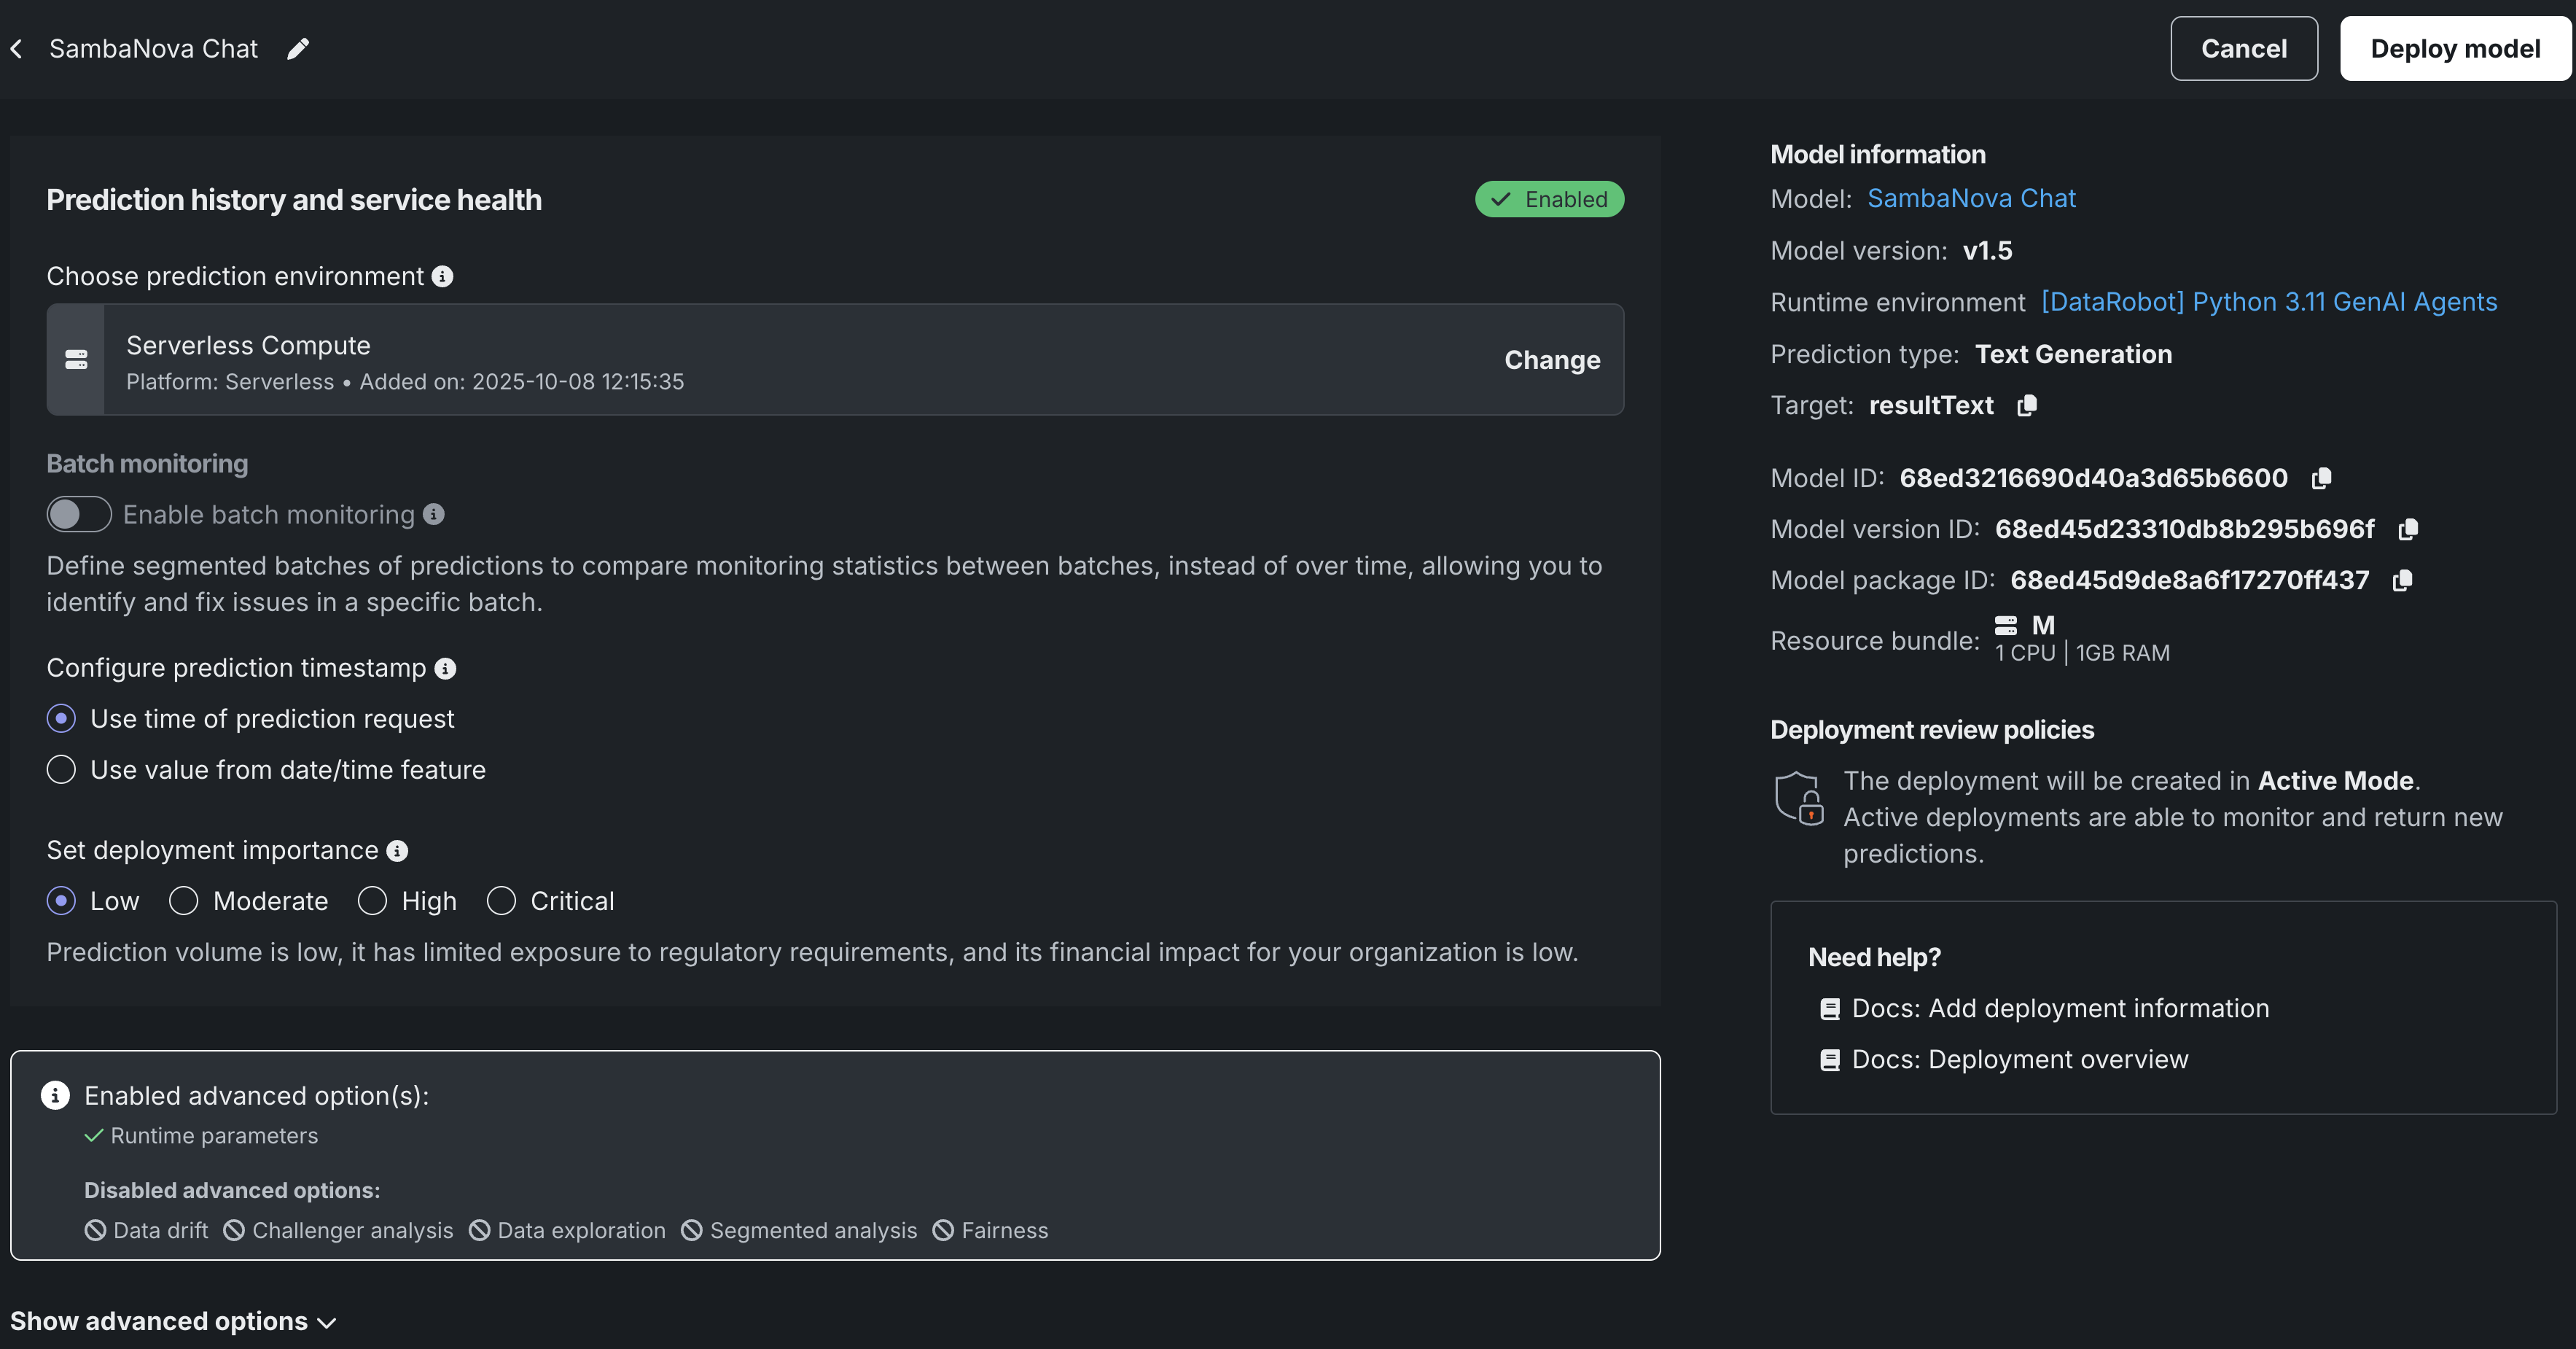 SambaNova Chat
Cancel
Deploy model
Prediction history and service health
Enabled
Choose prediction environment
Serverless Compute
Platform: Serverless • Added on: 2025-10-08 12:15:35
Change
Batch monitoring
Enable batch monitoring
Define segmented batches of predictions to compare monitoring statistics between batches, instead of over time, allowing you to
identify and fix issues in a specific batch.
Configure prediction timestamp
Use time of prediction request
Use value from date/time feature
Set deployment importance
Low Moderate High Critical
Prediction volume is low, it has limited exposure to regulatory requirements, and its financial impact for your organization is low.
Enabled advanced option(s):
Runtime parameters
Disabled advanced options:
Data drift Challenger analysis Data exploration Segmented analysis Fairness
Show advanced options
Model information
Model: SambaNova Chat
Model version: v1.5
Runtime environment [DataRobot] Python 3.11 GenAI Agents
Prediction type: Text Generation
Target: resultText
Model ID: 68ed3216690d40a3d65b6600
Model version ID: 68ed45d23310db8b295b696f
Model package ID: 68ed45d9de8a6f17270ff437
Resource bundle: M
1 CPU | 1GB RAM
Deployment review policies
The deployment will be created in Active Mode.
Active deployments are able to monitor and return new
predictions.
Need help?
Docs: Add deployment information
Docs: Deployment overview